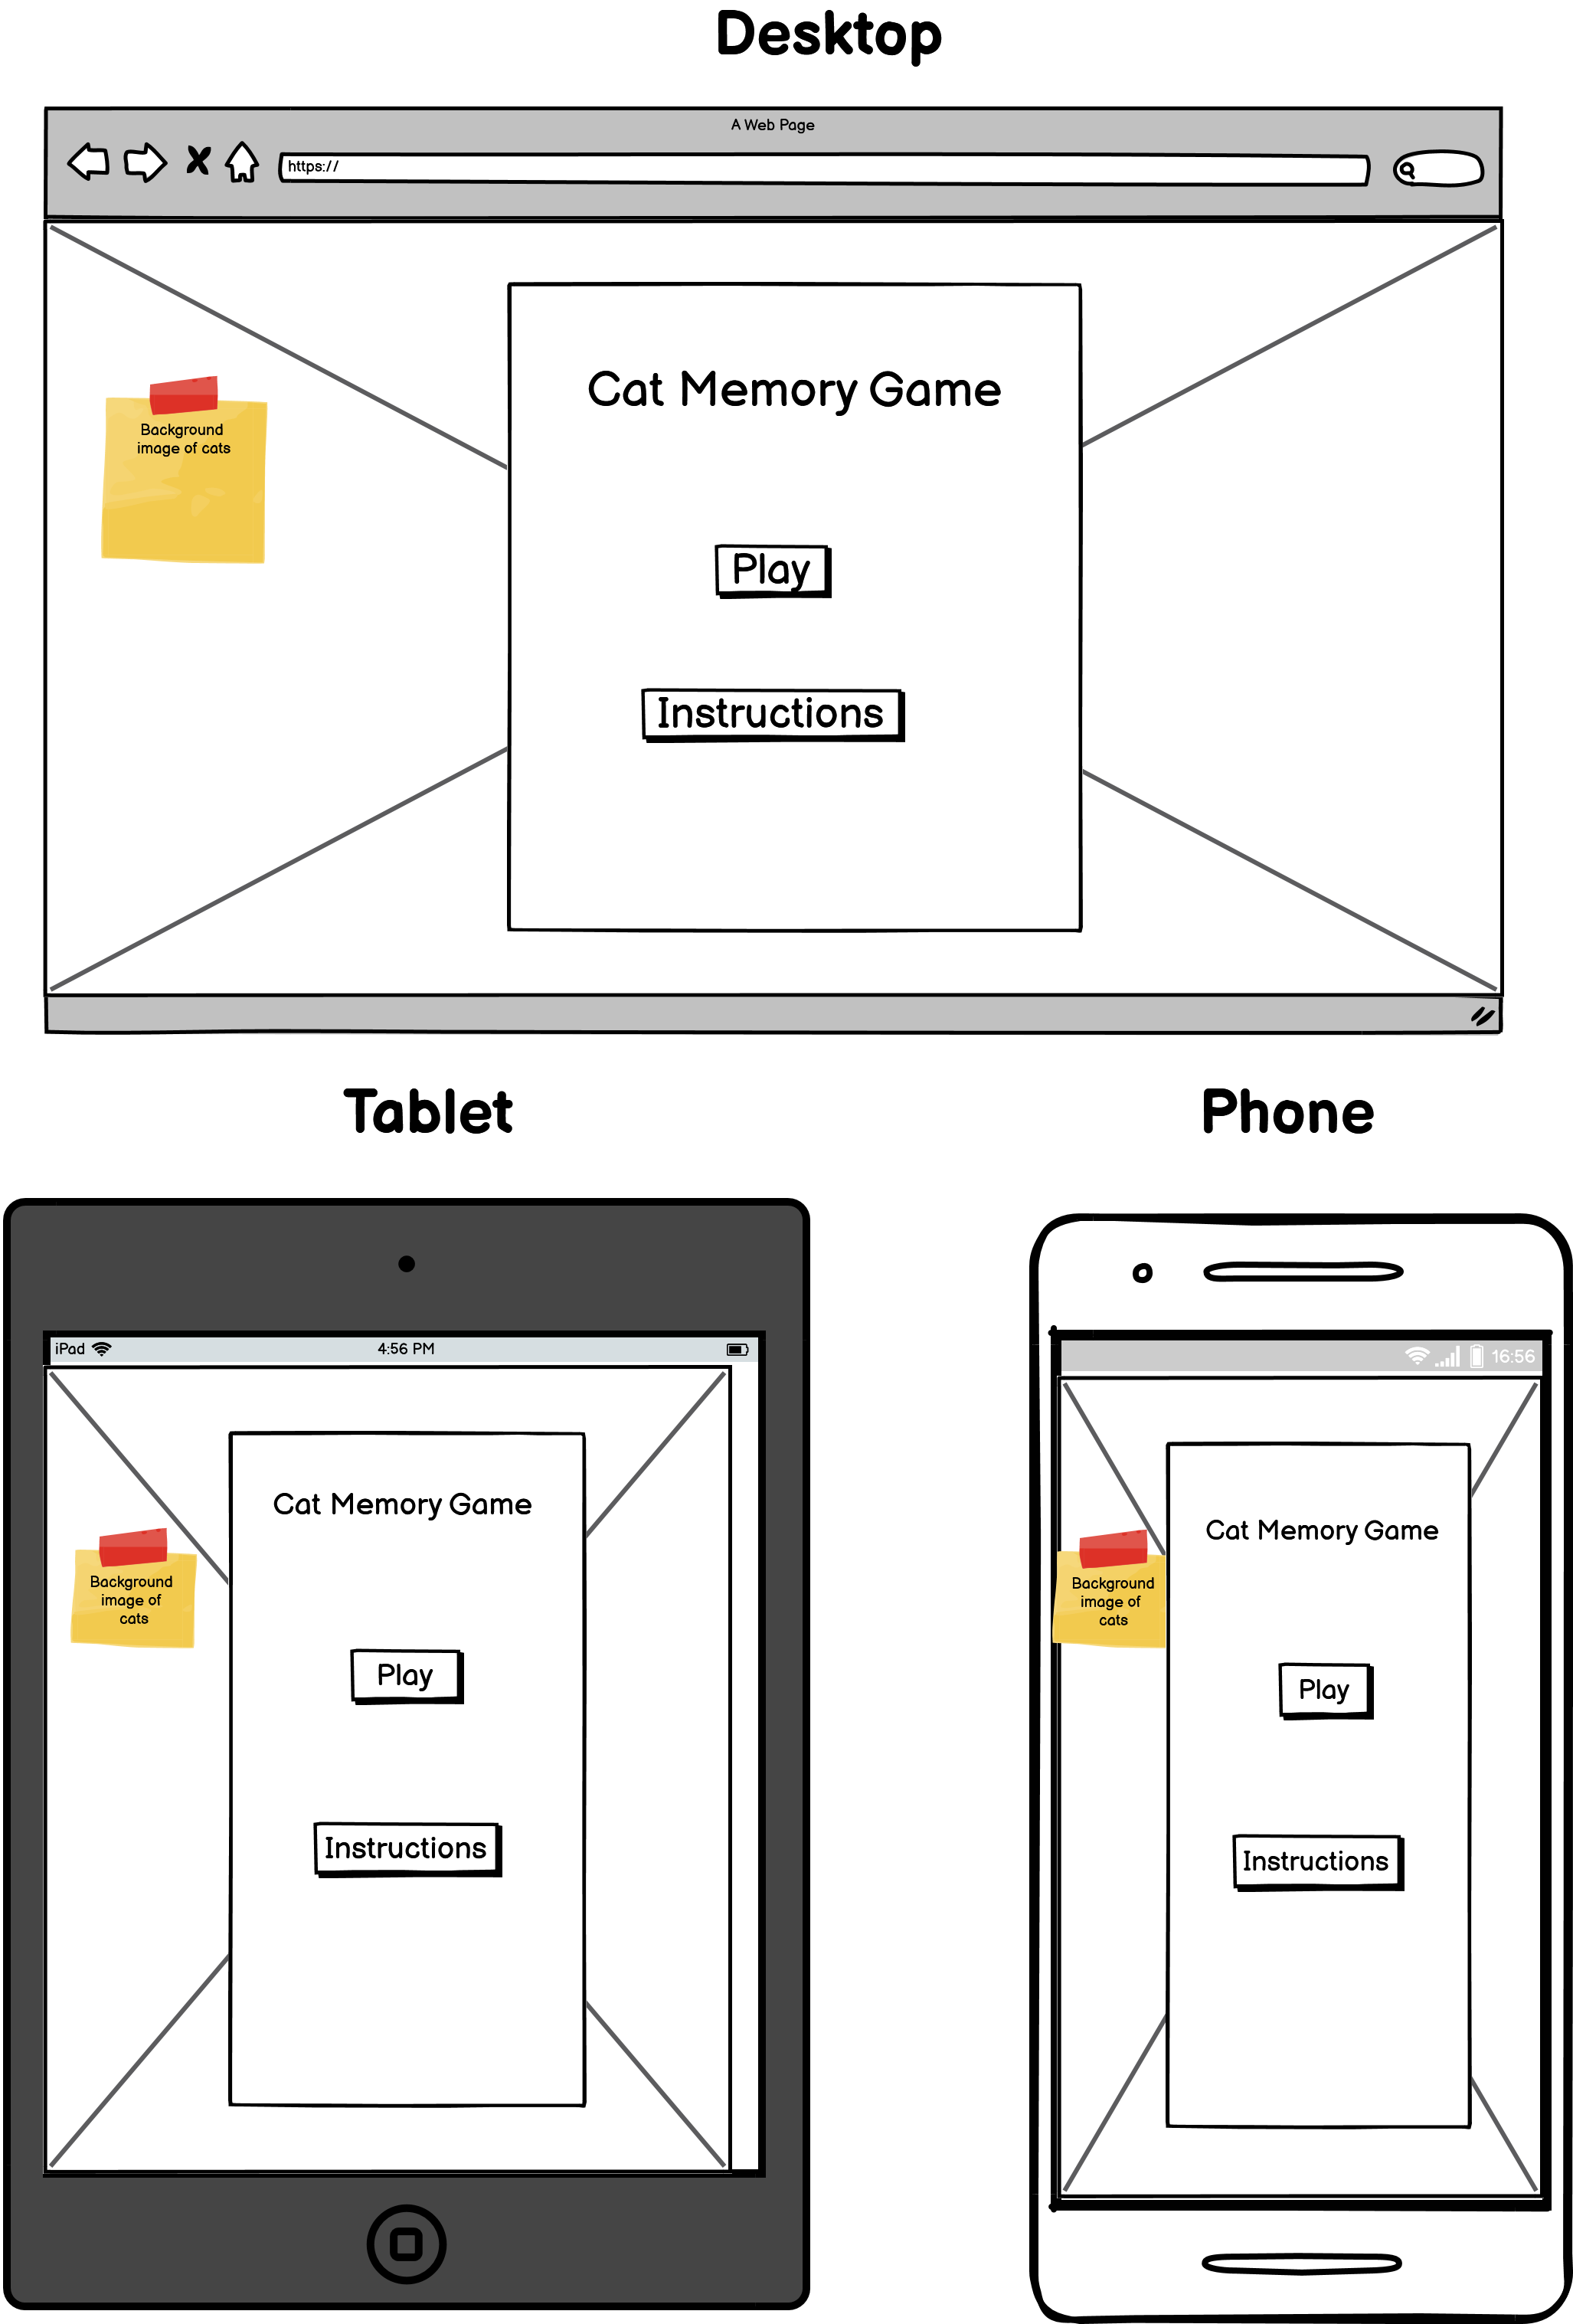 Desktop
A Web Page
https://
Cat Memory Game
Background
image of cats
Play
Instructions
Tablet
iPad
4:56 PM
Cat Memory Game
Background
image of
cats
Play
Instructions
Phone
16:56
Cat Memory Game
Background
image of
cats
Play
Instructions